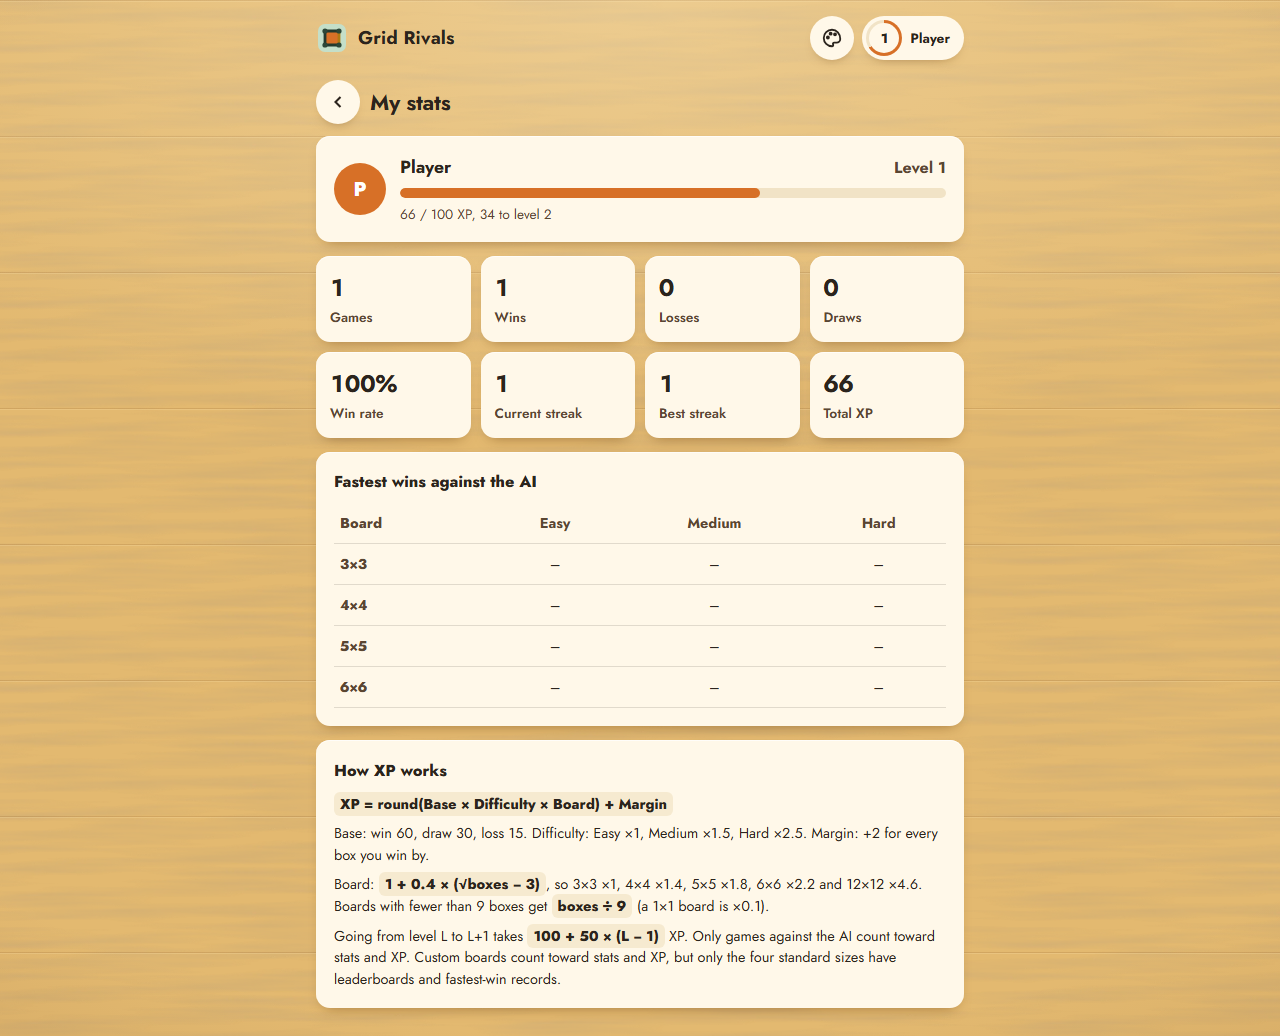 Grid Rivals
1 Player
My stats
P
Player Level 1
66 / 100 XP, 34 to level 2
1 1 0 0
Games Wins Losses Draws
100% 1 1 66
Win rate Current streak Best streak Total XP
Fastest wins against the AI
Board Easy Medium Hard
3×3 – – –
4×4 – – –
5×5 – – –
6×6 – – –
How XP works
XP = round(Base × Difficulty × Board) + Margin
Base: win 60, draw 30, loss 15. Difficulty: Easy ×1, Medium ×1.5, Hard ×2.5. Margin: +2 for every
box you win by.
Board: 1 + 0.4 × (√boxes − 3) , so 3×3 ×1, 4×4 ×1.4, 5×5 ×1.8, 6×6 ×2.2 and 12×12 ×4.6.
Boards with fewer than 9 boxes get boxes ÷ 9 (a 1×1 board is ×0.1).
Going from level L to L+1 takes 100 + 50 × (L − 1) XP. Only games against the AI count toward
stats and XP. Custom boards count toward stats and XP, but only the four standard sizes have
leaderboards and fastest-win records.